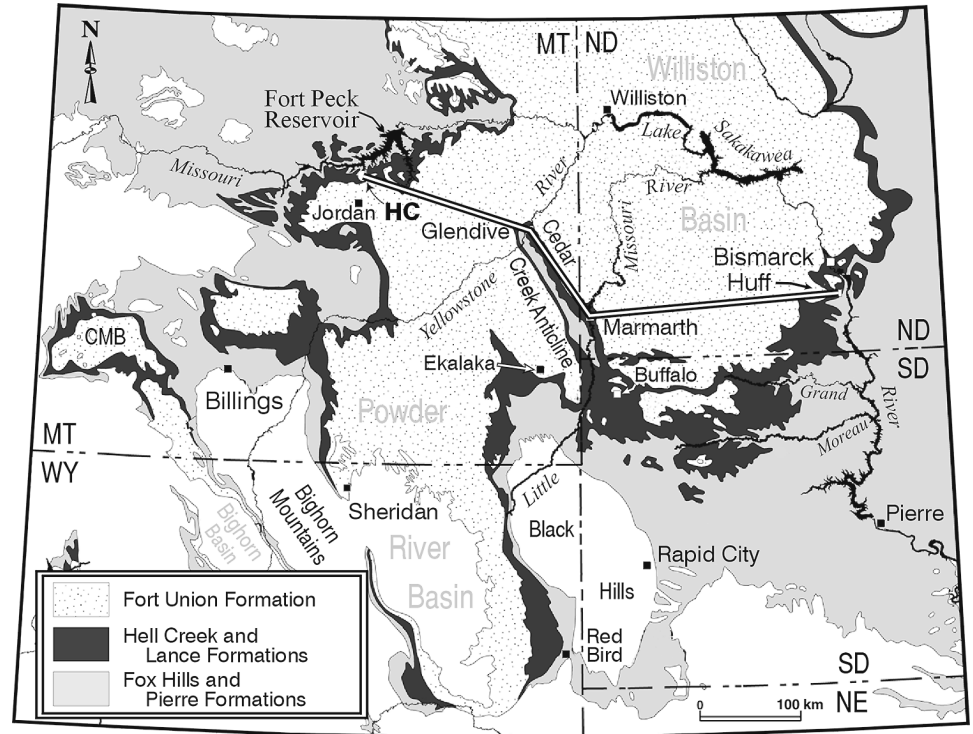 N
MT ND
Williston
Williston
Fort Peck
Reservoir
Lake
Sakakawea
Missouri
River
River
Jordan
HC
Glendive
Cedar
Missouri
Basin
Bismarck
Huff
Creek Anticline
Yellowstone
Marmarth
CMB
ND
SD
Ekalaka
Buffalo
Billings
Grand
River
Powder
Moreau
MT
WY
Little
Sheridan
Bighorn
Mountains
Bighorn
Basin
Black
Pierre
River
Rapid City
Basin
Hills
Fort Union Formation
Hell Creek and
Lance Formations
Fox Hills and
Pierre Formations
Red
Bird
SD
NE
0 100 km